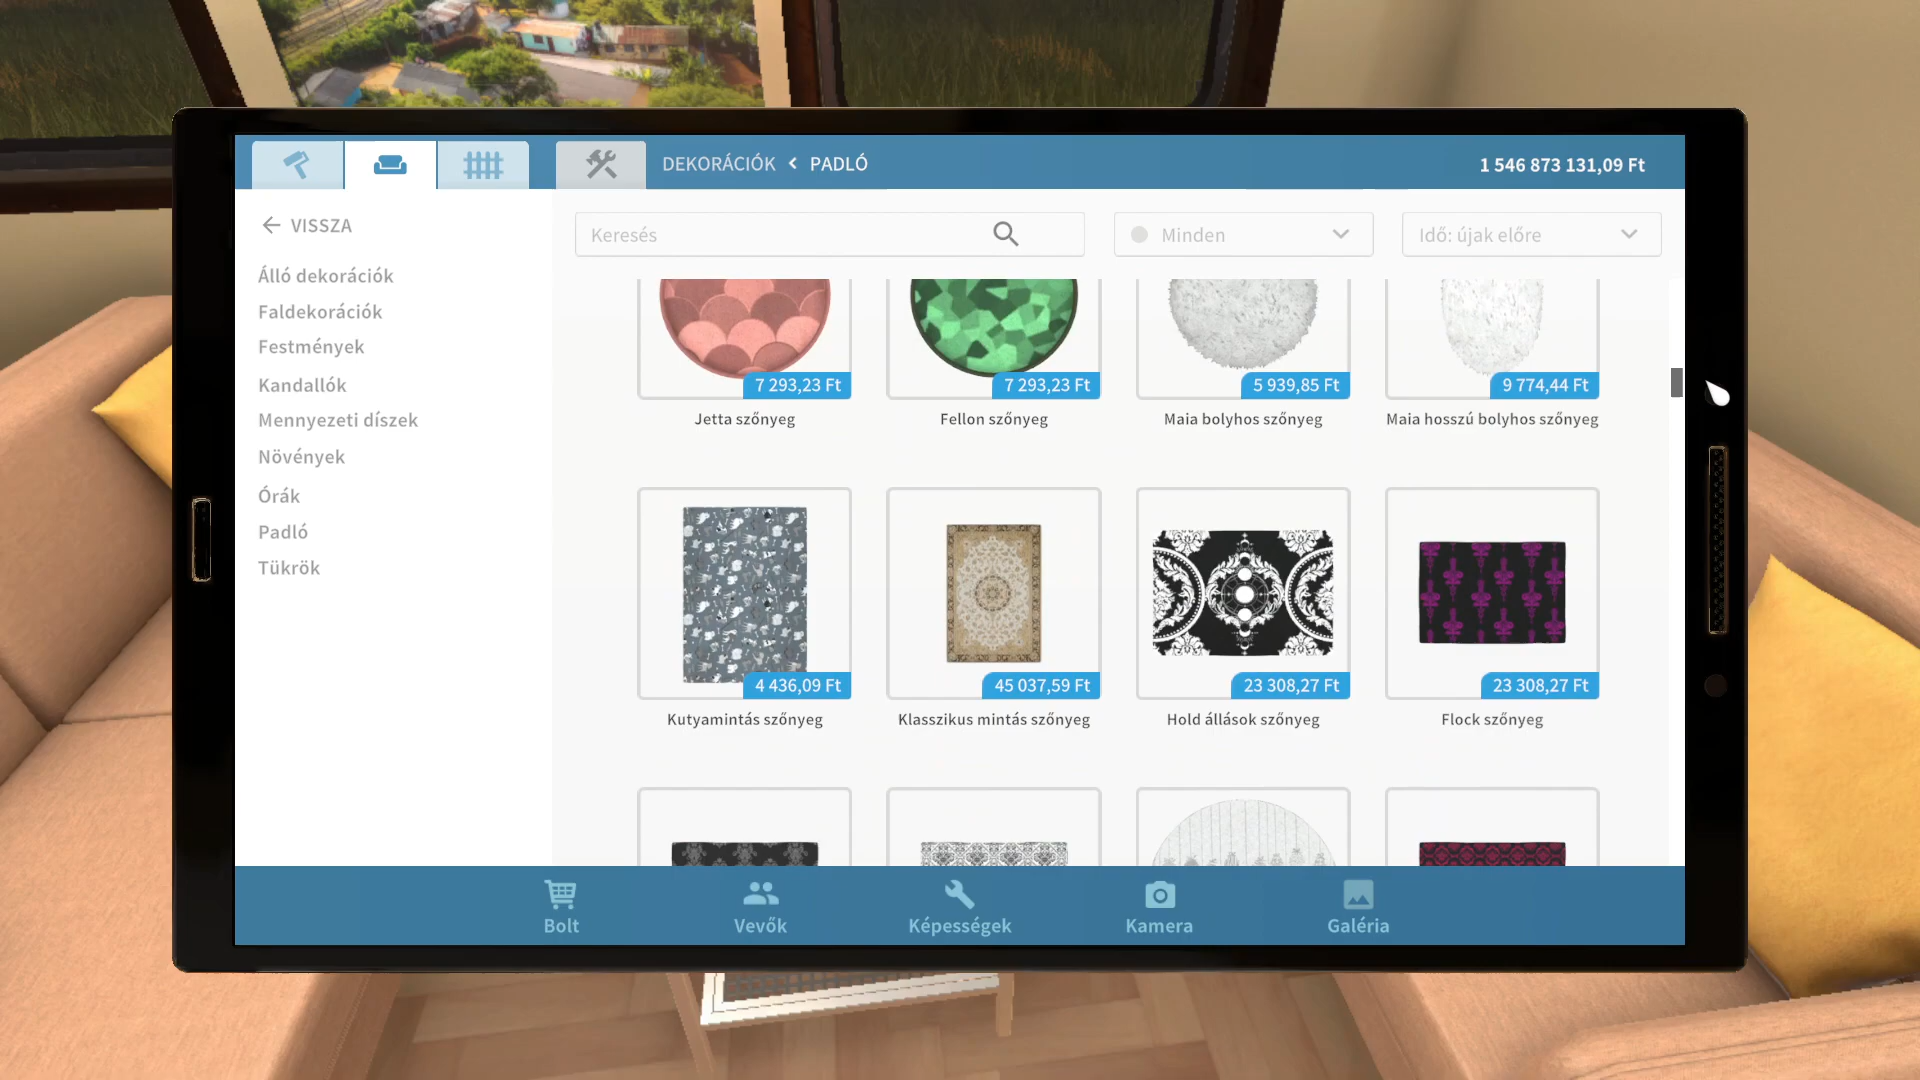 DEKORÁCIÓK < PADLÓ
1 546 873 131,09 Ft
VISSZA
Álló dekorációk
Faldekorációk
Festmények
Kandallók
Mennyezeti díszek
Növények
Órák
Padló
Tükrök
Keresés
Minden
Idő: újak előre
7 293,23 Ft
7 293,23 Ft
5 939,85 Ft
9 774,44 Ft
Jetta szőnyeg
Fellon szőnyeg
Maia bolyhos szőnyeg
Maia hosszú bolyhos szőnyeg
4 436,09 Ft
45 037,59 Ft
23 308,27 Ft
23 308,27 Ft
Kutyamintás szőnyeg
Klasszikus mintás szőnyeg
Hold állások szőnyeg
Flock szőnyeg
Bolt
Vevők
Képességek
Kamera
Galéria